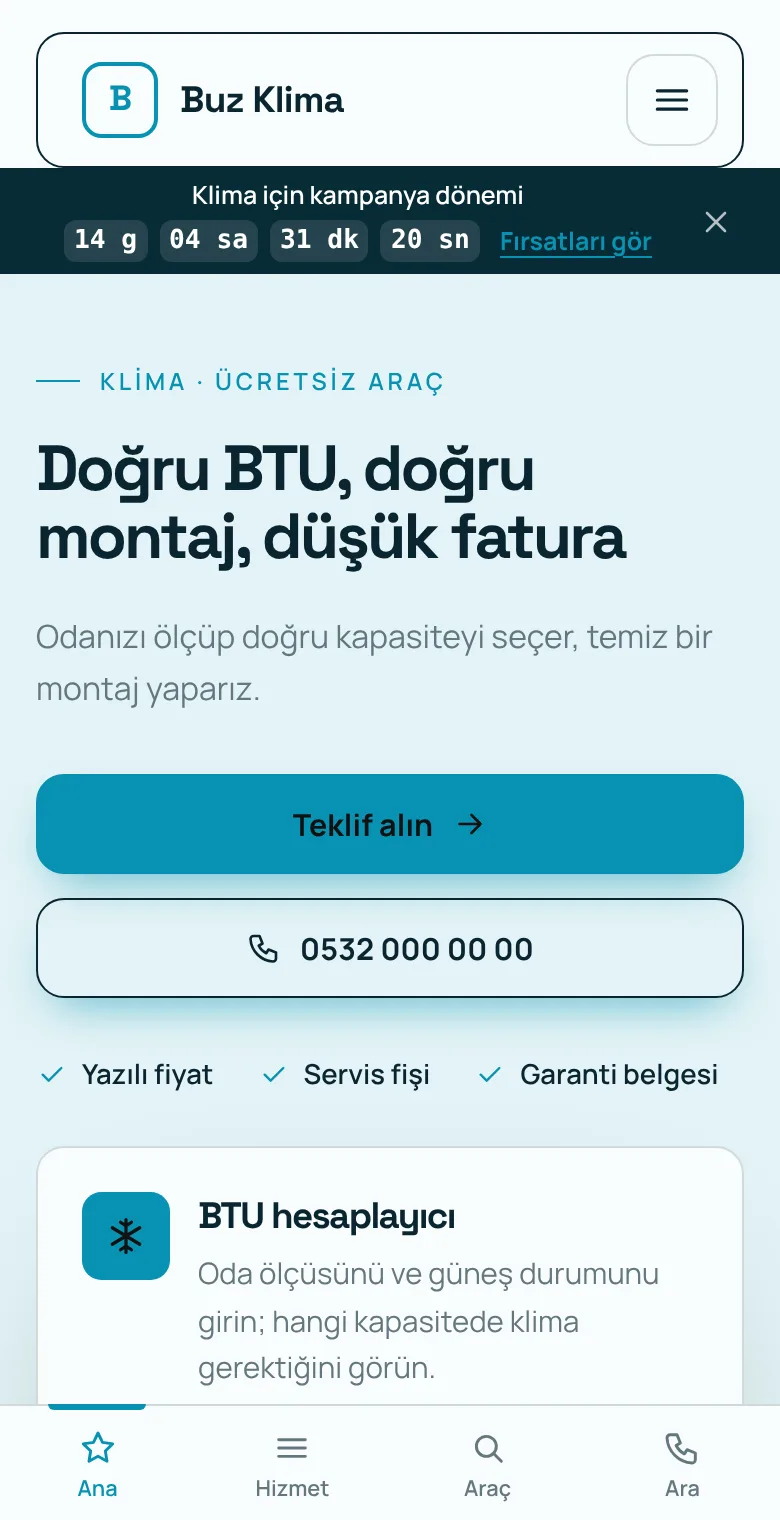 B
Buz Klima
Klima için kampanya dönemi
14 g 04 sa 31 dk 20 sn Fırsatları gör
KLİMA · ÜCRETSİZ ARAÇ
Doğru BTU, doğru
montaj, düşük fatura
Odanızı ölçüp doğru kapasiteyi seçer, temiz bir
montaj yaparız.
Teklif alın →
0532 000 00 00
Yazılı fiyat Servis fişi Garanti belgesi
BTU hesaplayıcı
Oda ölçüsünü ve güneş durumunu
girin; hangi kapasitede klima
gerektiğini görün.
Ana Hizmet Araç Ara